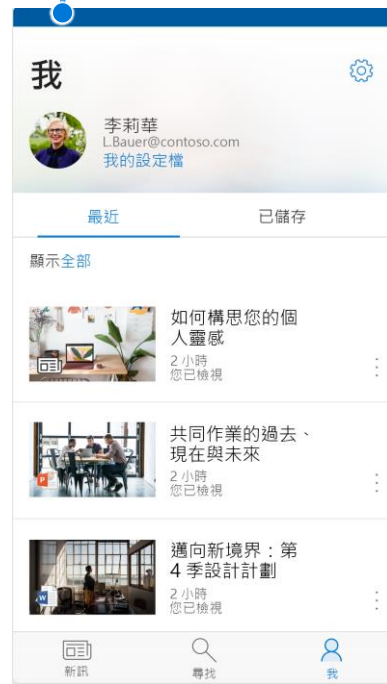 我
李莉華
L.Bauer@contoso.com
我的設定檔
最近
已儲存
顯示全部
如何構思您的個
人靈感
2 小時
您已檢視
共同作業的過去、
現在與未來
2 小時
您已檢視
邁向新境界：第
4 季設計計劃
2 小時
您已檢視
新訊
尋找
我